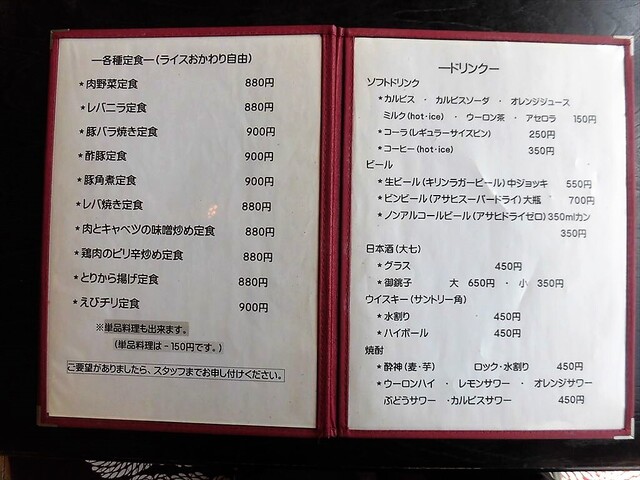 ―各種定食―(ライスおかわり自由)
★肉野菜定食 880円
★レバニラ定食 880円
★豚バラ焼き定食 900円
★酢豚定食 900円
★豚角煮定食 900円
★レバ焼き定食 880円
★肉とキャベツの味噌炒め定食 880円
★鶏肉のピリ辛炒め定食 880円
★とりから揚げ定食 880円
★えびチリ定食 900円
※単品料理も出来ます。
(単品料理は-150円です。)
ご要望がありましたら、スタッフまでお申し付けください。
―ドリンク―
ソフトドリンク
★カルピス ・ カルピスソーダ ・ オレンジジュース
ミルク(hot・ice) ・ ウーロン茶 ・ アセロラ 150円
★コーラ(レギュラーサイズビン) 250円
★コーヒー(hot・ice) 350円
ビール
★生ビール(キリンラガービール)中ジョッキ 550円
★ビンビール(アサヒスーパードライ)大瓶 700円
★ノンアルコールビール(アサヒドライゼロ)350mlカン
350円
日本酒(大七)
★グラス 450円
★御銚子 大 650円 ・ 小 350円
ウイスキー(サントリー角)
★水割り 450円
★ハイボール 450円
焼酎
★酔神(麦・芋) ロック・水割り 450円
★ウーロンハイ ・ レモンサワー ・ オレンジサワー
ぶどうサワー ・カルピスサワー 450円